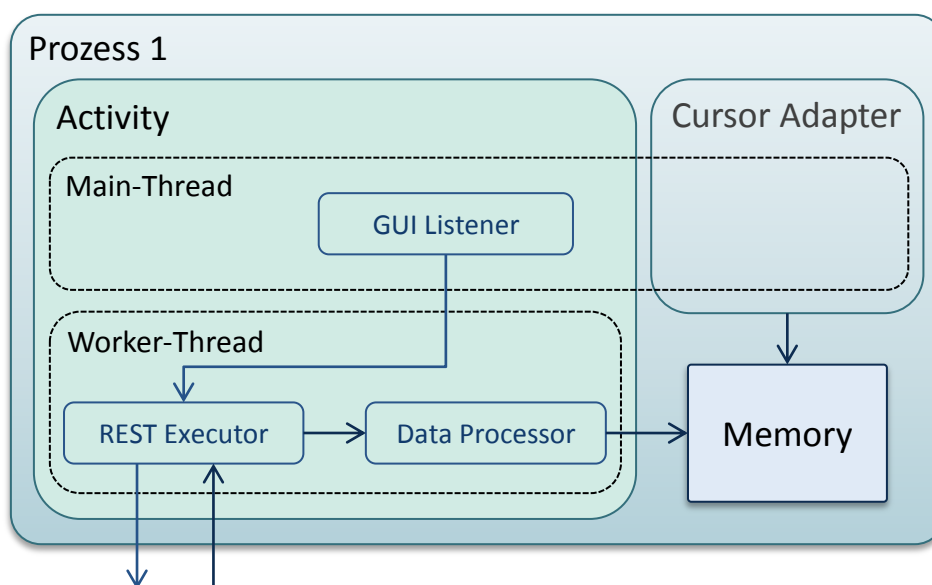 Prozess 1
Activity
Cursor Adapter
Main-Thread
GUI Listener
Worker-Thread
REST Executor
Data Processor
Memory